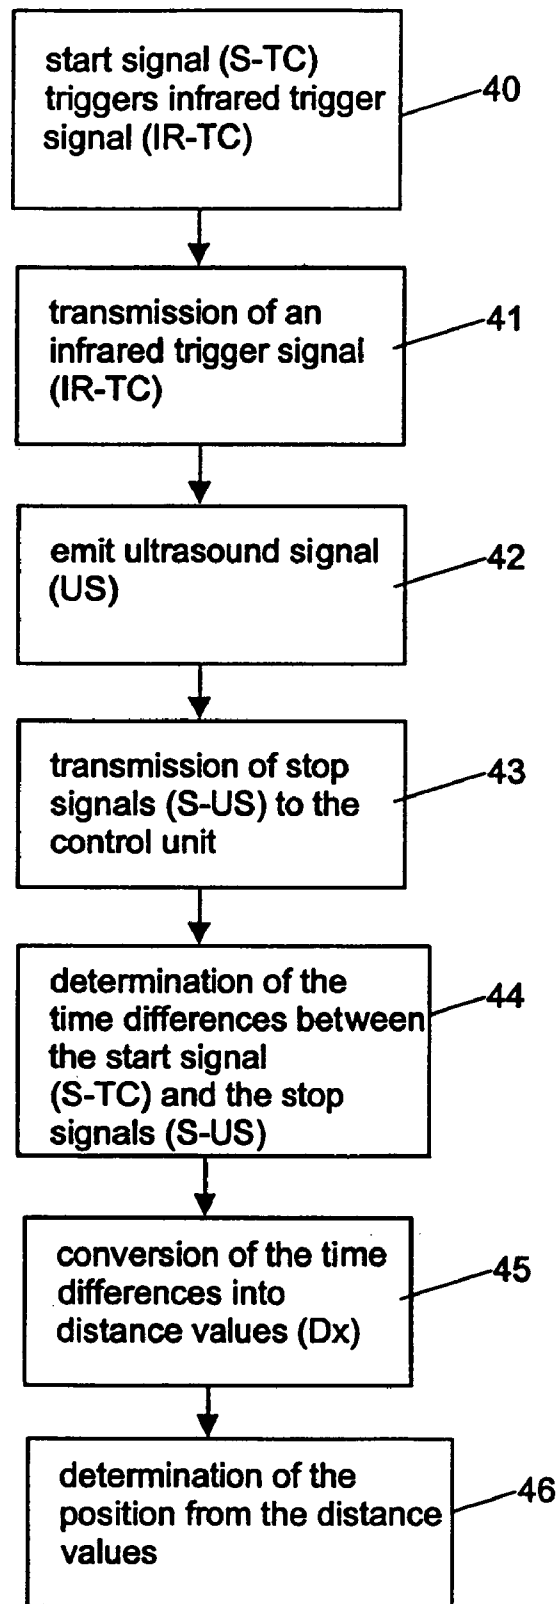 start signal (S-TC)
triggers infrared trigger
signal (IR-TC)
40
transmission of an
infrared trigger signal
(IR-TC)
41
emit ultrasound signal
(US)
42
transmission of stop
signals (S-US) to the
control unit
43
determination of the
time differences between
the start signal
(S-TC) and the stop
signals (S-US)
44
conversion of the time
differences into
distance values (Dx)
45
determination of the
position from the distance
values
46